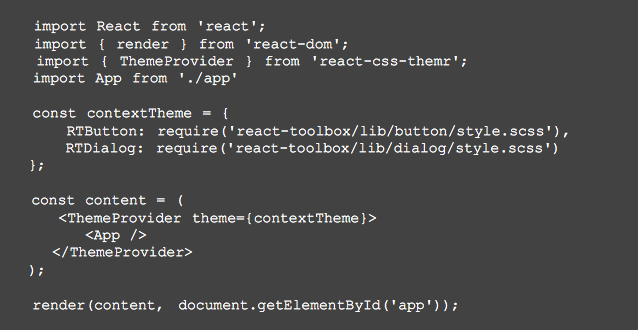 import React from 'react';
import { render } from 'react-dom';
import { ThemeProvider } from 'react-css-themr';
import App from './app'
const contextTheme = {
RTButton: require('react-toolbox/lib/button/style.scss'),
RTDialog: require('react-toolbox/lib/dialog/style.scss')
};
const content = (
<ThemeProvider theme={contextTheme}>
<App />
</ThemeProvider>
);
render(content, document.getElementById('app'));